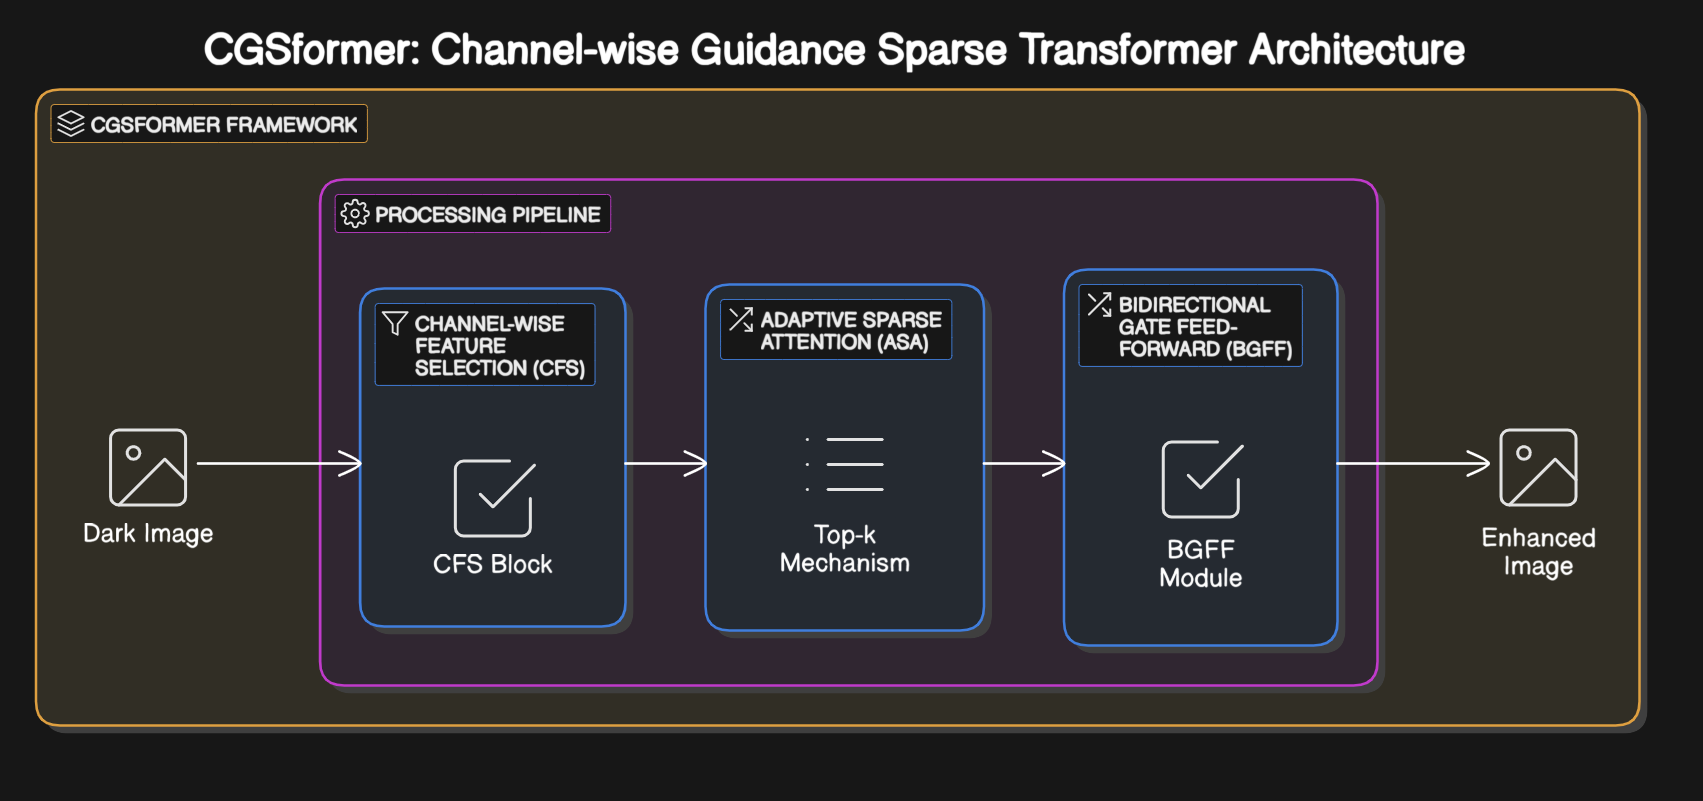 CGSformer: Channel-wise Guidance Sparse Transformer Architecture
CGSFORMER FRAMEWORK
PROCESSING PIPELINE
CHANNEL-WISE
FEATURE
SELECTION (CFS)
ADAPTIVE SPARSE
ATTENTION (ASA)
BIDIRECTIONAL
GATE FEED-
FORWARD (BGFF)
Dark Image
CFS Block
Top-k
Mechanism
BGFF
Module
Enhanced
Image